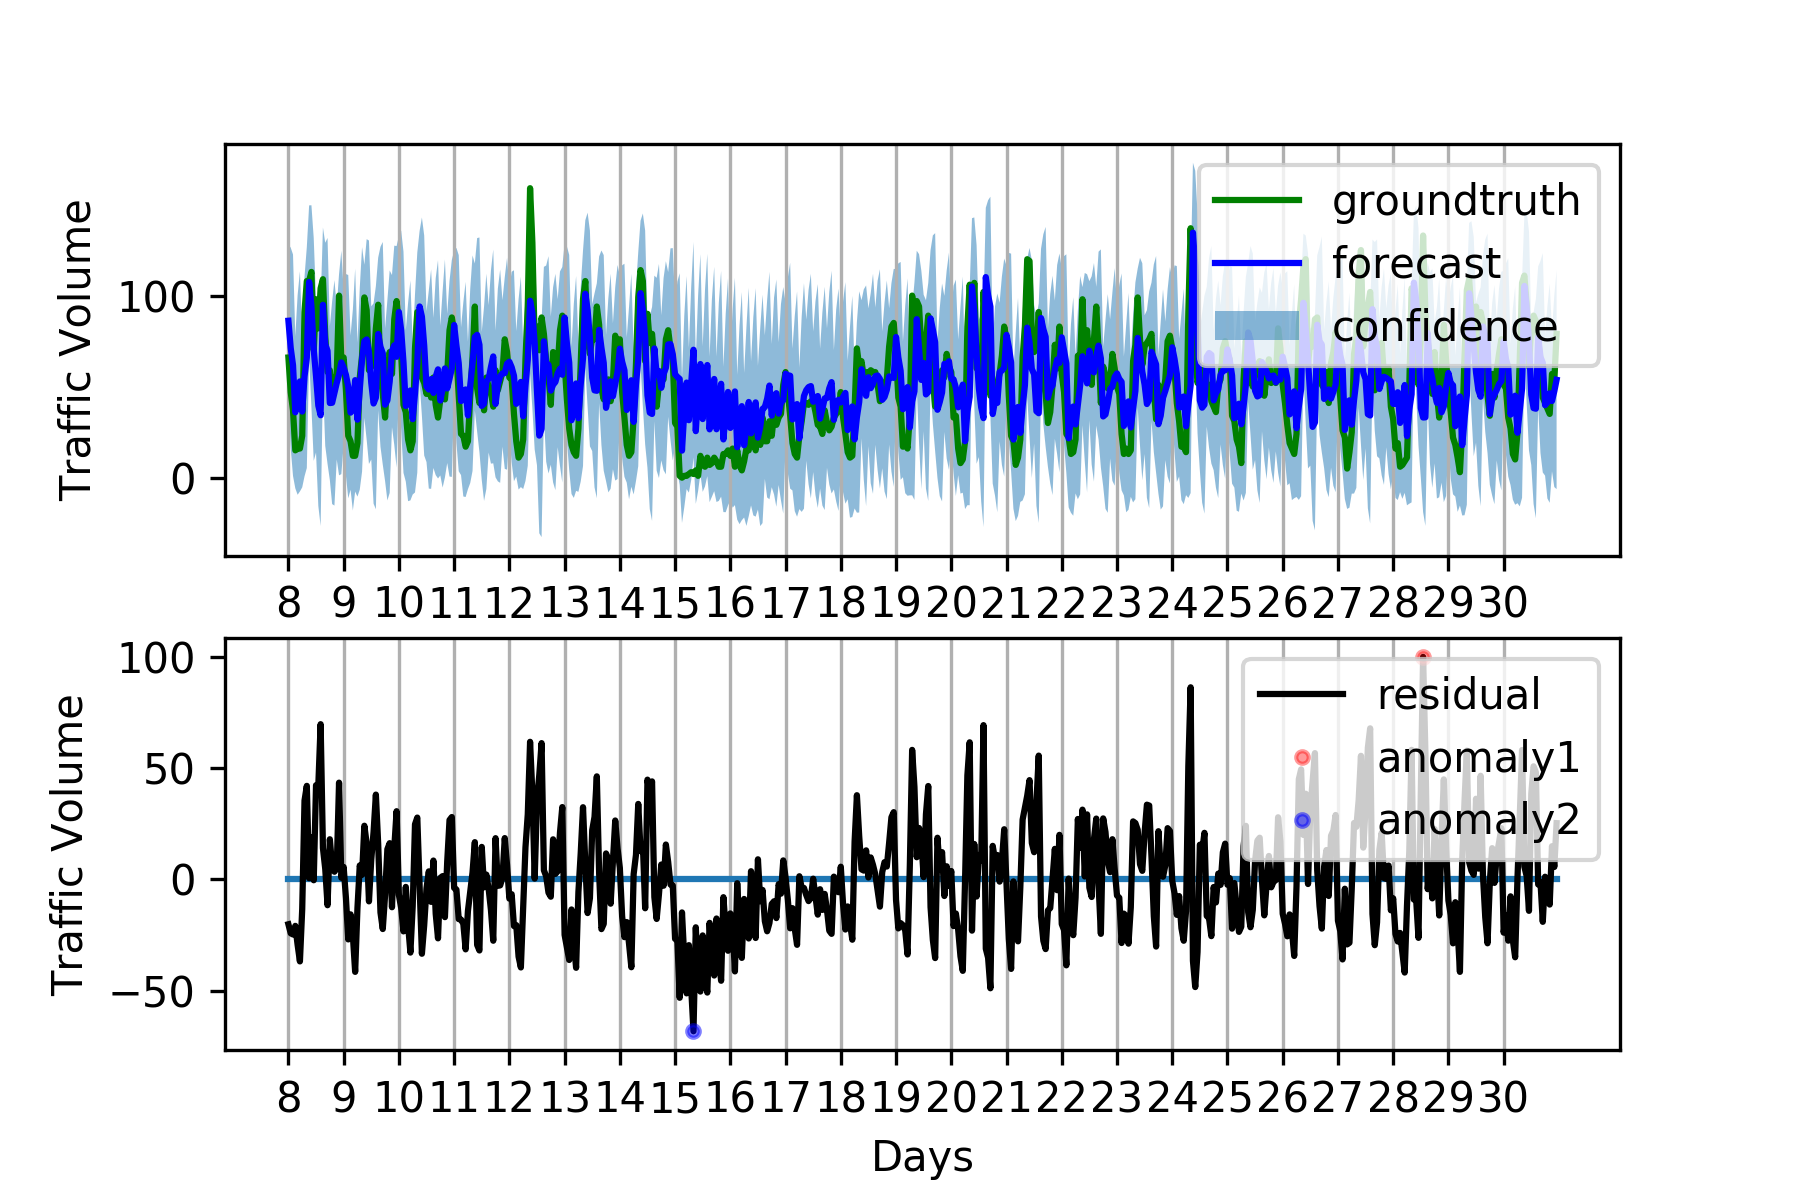 Traffic Volume
100
0
groundtruth
forecast
confidence
8 9 10 11 12 13 14 15 16 17 18 19 20 21 22 23 24 25 26 27 28 29 30
Traffic Volume
100
50
0
−50
residual
anomaly1
anomaly2
8 9 10 11 12 13 14 15 16 17 18 19 20 21 22 23 24 25 26 27 28 29 30
Days